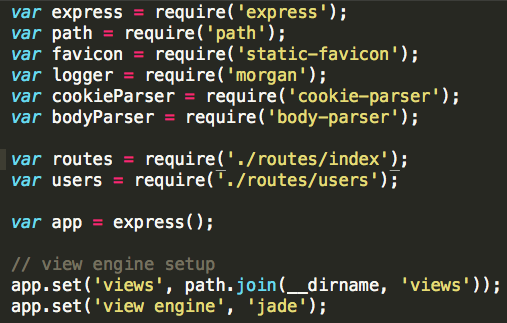 var express = require('express');
var path = require('path');
var favicon = require('static-favicon');
var logger = require('morgan');
var cookieParser = require('cookie-parser');
var bodyParser = require('body-parser');

var routes = require('./routes/index');
var users = require('./routes/users');

var app = express();

// view engine setup
app.set('views', path.join(__dirname, 'views'));
app.set('view engine', 'jade');